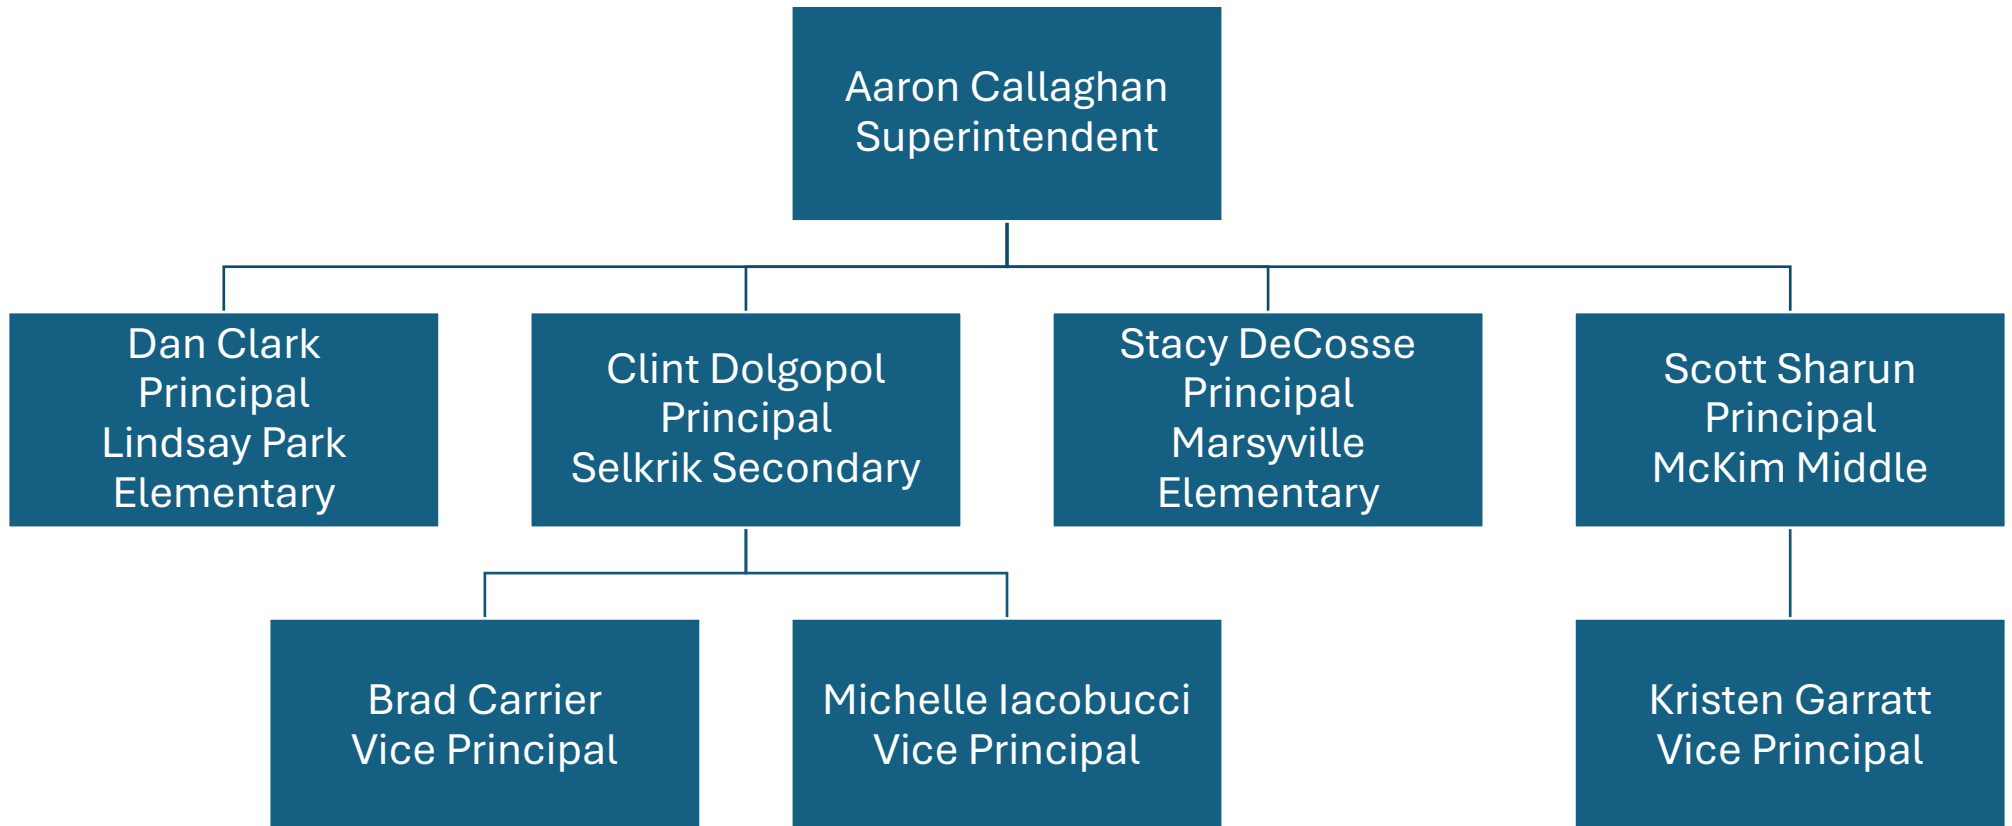 Aaron Callaghan
Superintendent
Dan Clark
Principal
Lindsay Park
Elementary
Clint Dolgopol
Principal
Selkrik Secondary
Stacy DeCosse
Principal
Marsyville
Elementary
Scott Sharun
Principal
McKim Middle
Brad Carrier
Vice Principal
Michelle Iacobucci
Vice Principal
Kristen Garratt
Vice Principal